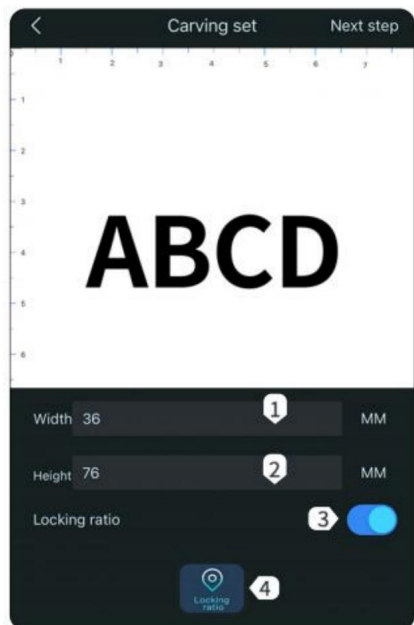 Carving set Next step
1 2 3 4 5 6 7
1
2
3
ABCD
4
5
6
1
Width 36 MM
2
Height 76 MM
Locking ratio 3
4
Locking
ratio